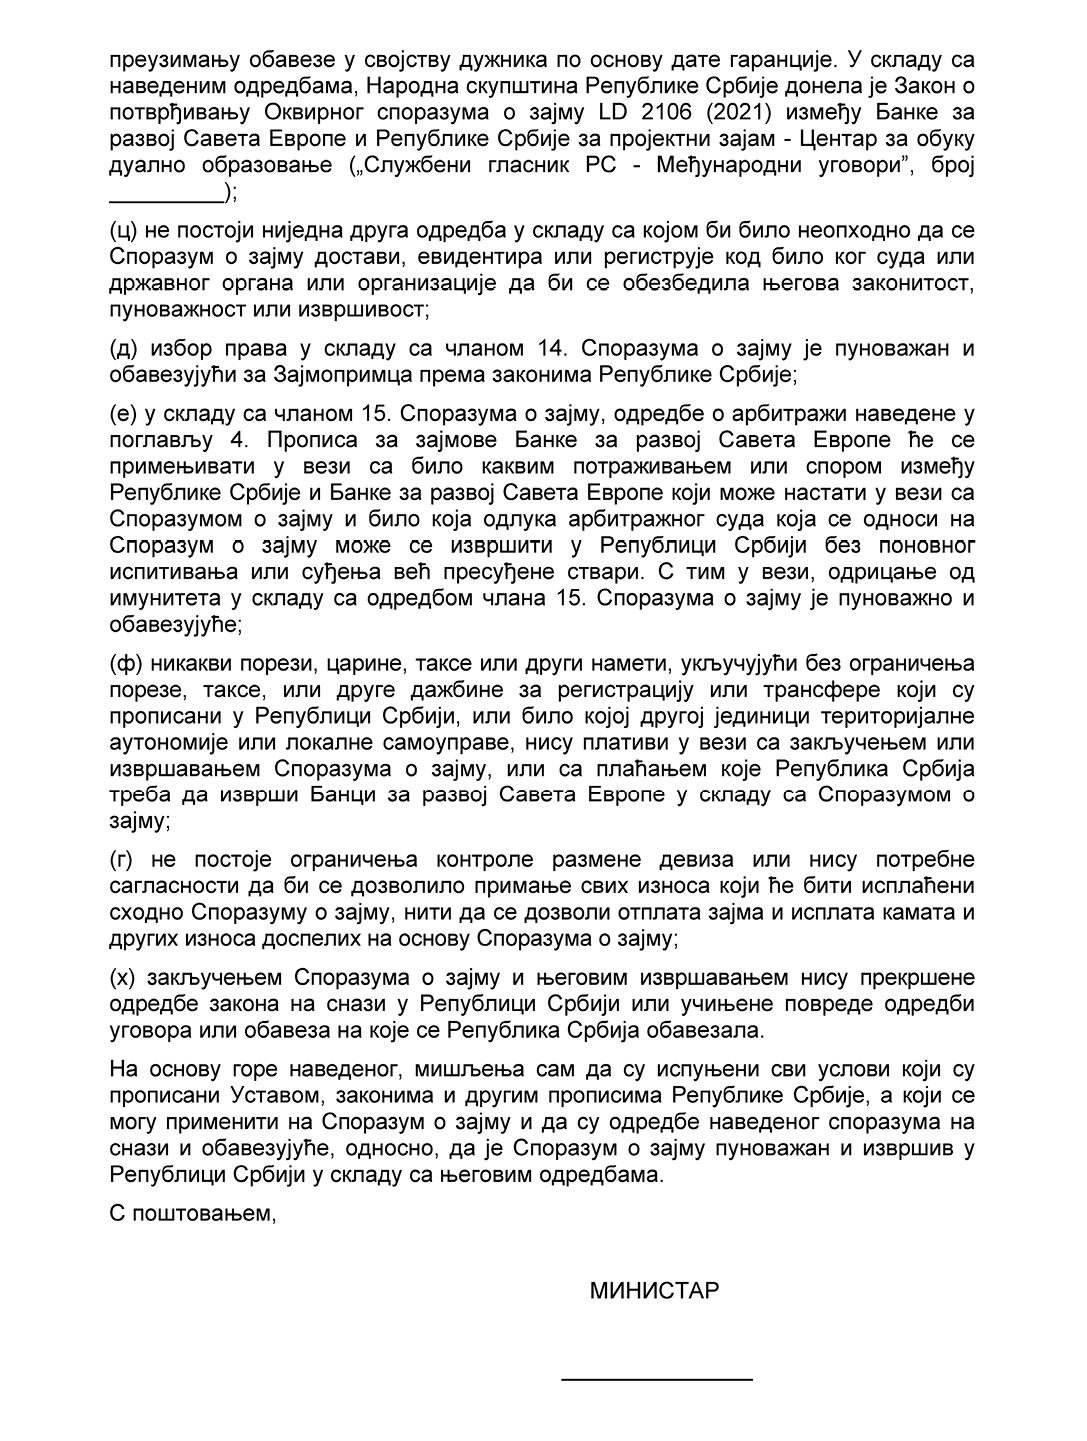 преузимању обавезе у својству дужника по основу дате гаранције. У складу са
наведеним одредбама, Народна скупштина Републике Србије донела је Закон о
потврђивању Оквирног споразума о зајму LD 2106 (2021) између Банке за
развој Савета Европе и Републике Србије за пројектни зајам - Центар за обуку
дуално образовање („Службени гласник РС - Међународни уговори”, број
_________);
(ц) не постоји ниједна друга одредба у складу са којом би било неопходно да се
Споразум о зајму достави, евидентира или региструје код било ког суда или
државног органа или организације да би се обезбедила његова законитост,
пуноважност или извршивост;
(д) избор права у складу са чланом 14. Споразума о зајму је пуноважан и
обавезујући за Зајмопримца према законима Републике Србије;
(е) у складу са чланом 15. Споразума о зајму, одредбе о арбитражи наведене у
поглављу 4. Прописа за зајмове Банке за развој Савета Европе ће се
примењивати у вези са било каквим потраживањем или спором између
Републике Србије и Банке за развој Савета Европе који може настати у вези са
Споразумом о зајму и било која одлука арбитражног суда која се односи на
Споразум о зајму може се извршити у Републици Србији без поновног
испитивања или суђења већ пресуђене ствари. С тим у вези, одрицање од
имунитета у складу са одредбом члана 15. Споразума о зајму је пуноважно и
обавезујуће;
(ф) никакви порези, царине, таксе или други намети, укључујући без ограничења
порезе, таксе, или друге дажбине за регистрацију или трансфере који су
прописани у Републици Србији, или било којој другој јединици територијалне
аутономије или локалне самоуправе, нису плативи у вези са закључењем или
извршавањем Споразума о зајму, или са плаћањем које Република Србија
треба да изврши Банци за развој Савета Европе у складу са Споразумом о
зајму;
(г) не постоје ограничења контроле размене девиза или нису потребне
сагласности да би се дозволило примање свих износа који ће бити исплаћени
сходно Споразуму о зајму, нити да се дозволи отплата зајма и исплата камата и
других износа доспелих на основу Споразума о зајму;
(х) закључењем Споразума о зајму и његовим извршавањем нису прекршене
одредбе закона на снази у Републици Србији или учињене повреде одредби
уговора или обавеза на које се Република Србија обавезала.
На основу горе наведеног, мишљења сам да су испуњени сви услови који су
прописани Уставом, законима и другим прописима Републике Србије, а који се
могу применити на Споразум о зајму и да су одредбе наведеног споразума на
снази и обавезујуће, односно, да је Споразум о зајму пуноважан и извршив у
Републици Србији у складу са његовим одредбама.
С поштовањем,
МИНИСТАР
_______________